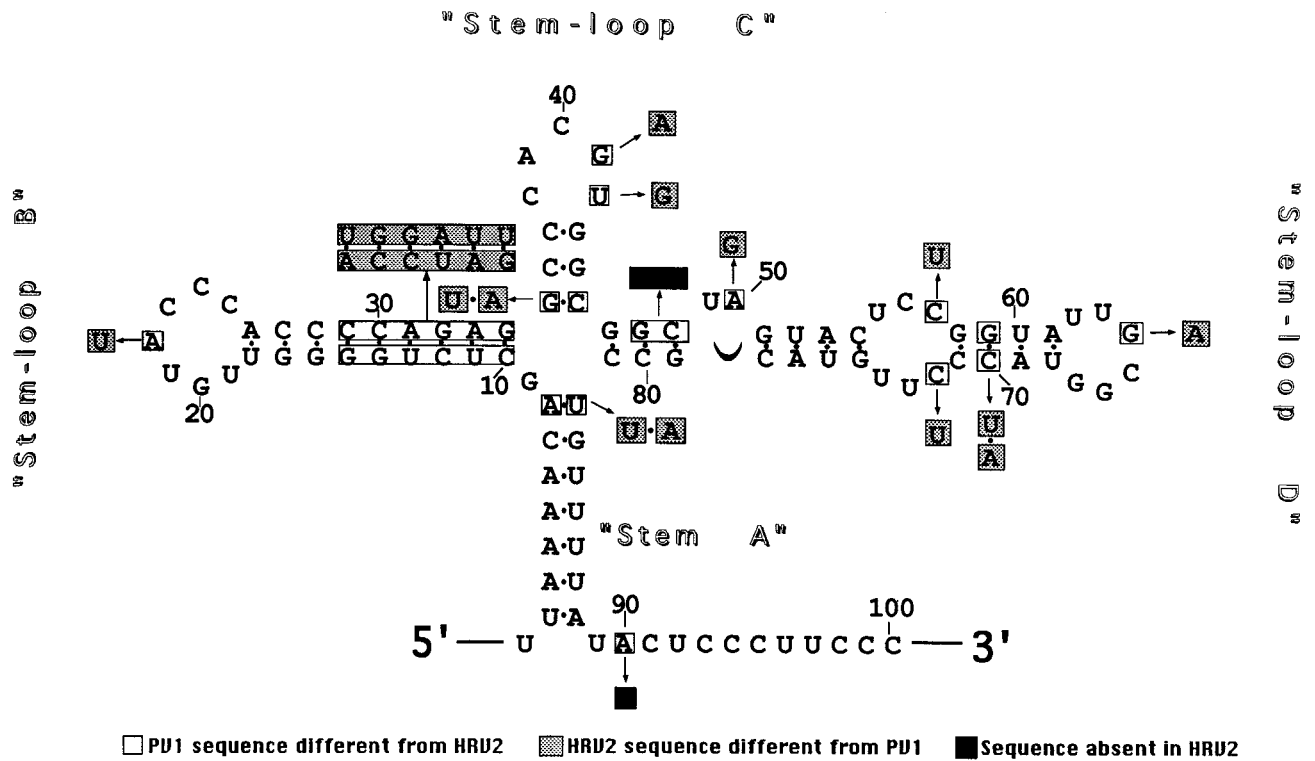 "Stem-loop C"
40
C
A
A G
C U G
"Stem-loop B"
"Stem-loop D"
U G G A U U C·G
A C C U A G C·G
G U
C C C 30 U·A G·C U A 50 C 60 U U
U A A C C C C A G A G G G C G U A C U C G G U A G A
U G G G G U C U C C C G C A U G C C A U C
U G U 10 G 80 U U C 70 G G
20 A·U U·A U U
C·G A
A·U
A·U "Stem A"
A·U
A·U 90 100
U·A
5' U U A C U C C C U U C C C 3'
PV1 sequence different from HRV2 HRV2 sequence different from PV1 Sequence absent in HRV2